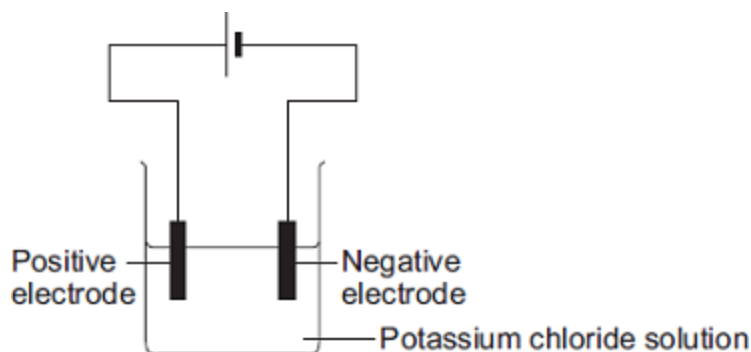 Positive
electrode
Negative
electrode
Potassium chloride solution